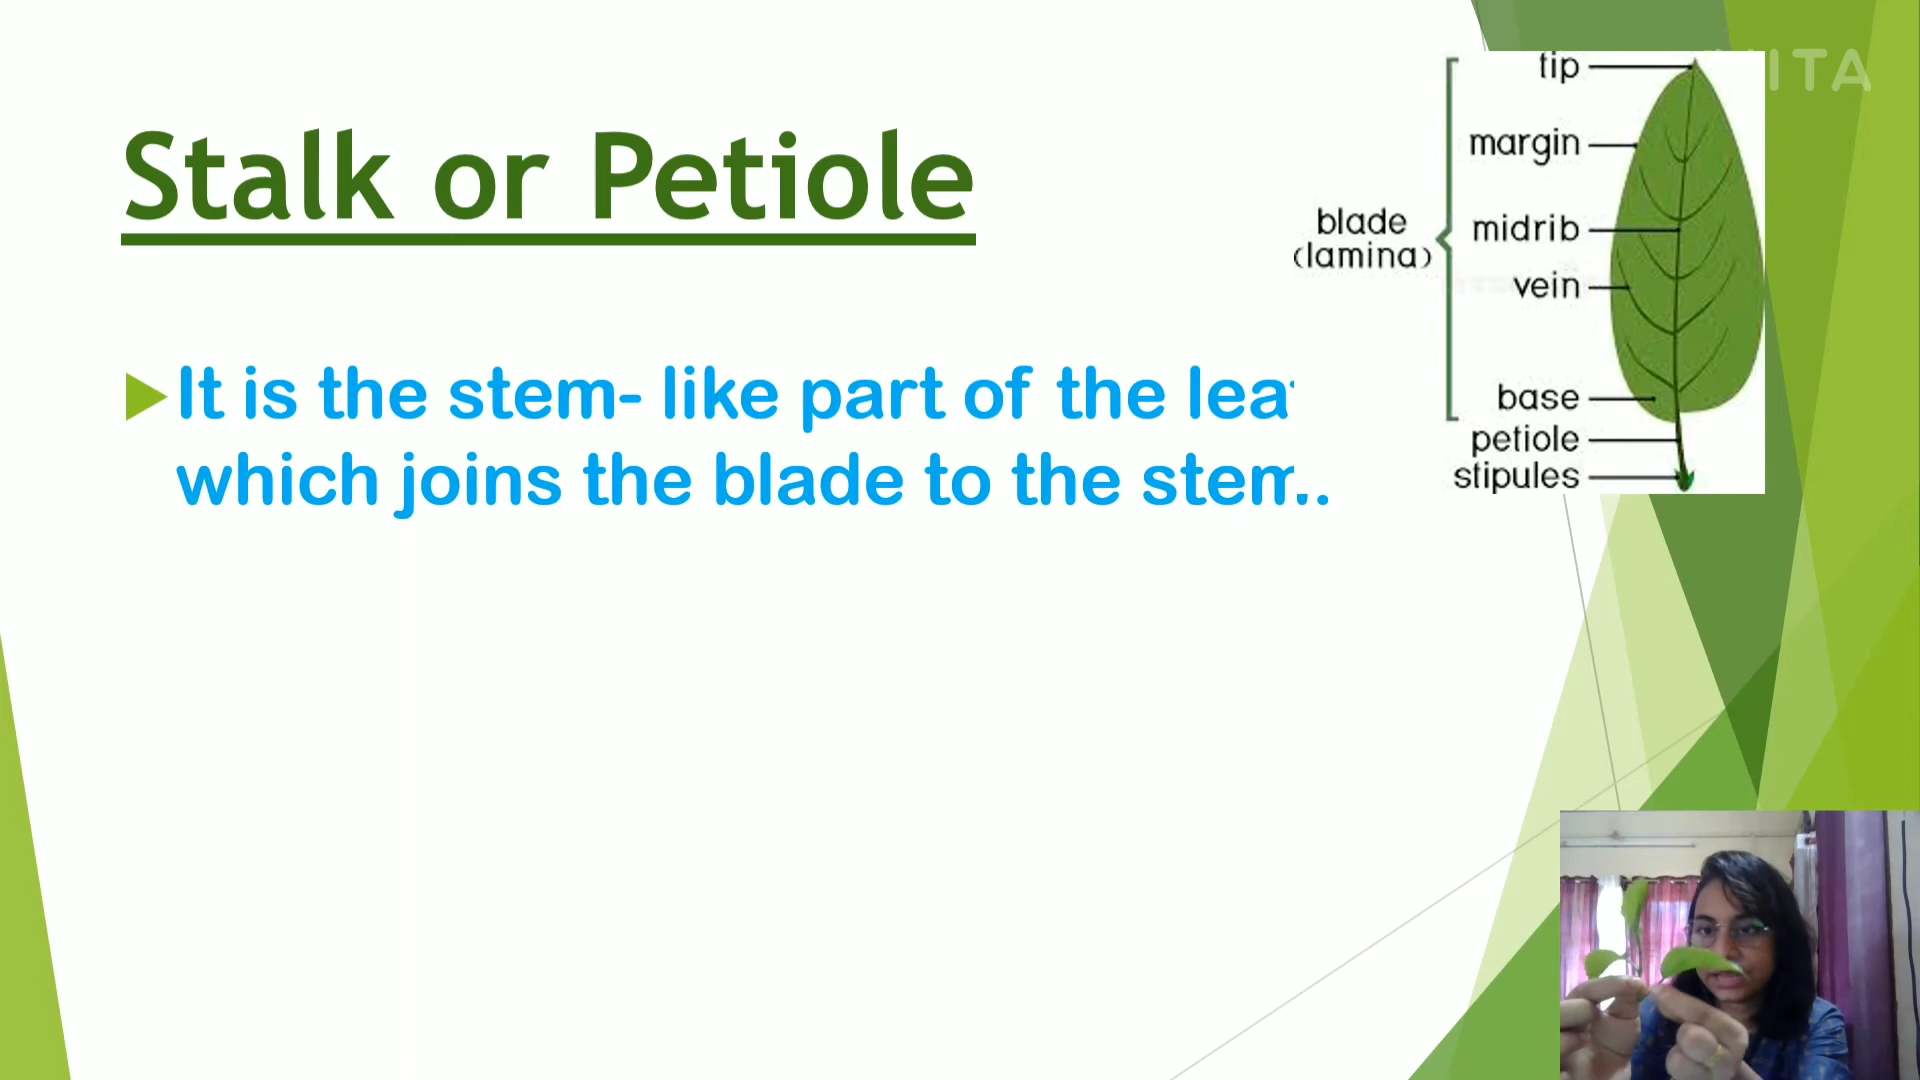 Stalk or Petiole
It is the stem- like part of the leaf
which joins the blade to the stem..
tip
margin
blade
(lamina)
midrib
vein
base
petiole
stipules